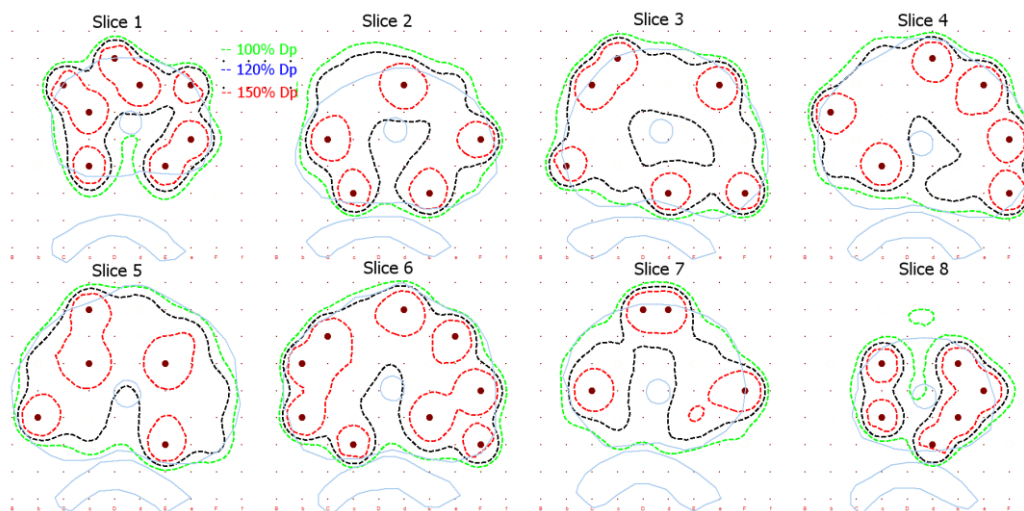 Slice 1
Slice 2
Slice 3
Slice 4
-- 100% Dp
-- 120% Dp
-- 150% Dp
B b C c D d E e F f
B b C c D d E e F f
B b C c D d E e F f
B b C c D d E e F f
Slice 5
Slice 6
Slice 7
Slice 8
B b C c D d E e F f
B b C c D d E e F f
B b C c D d E e F f
B b C c D d E e F f